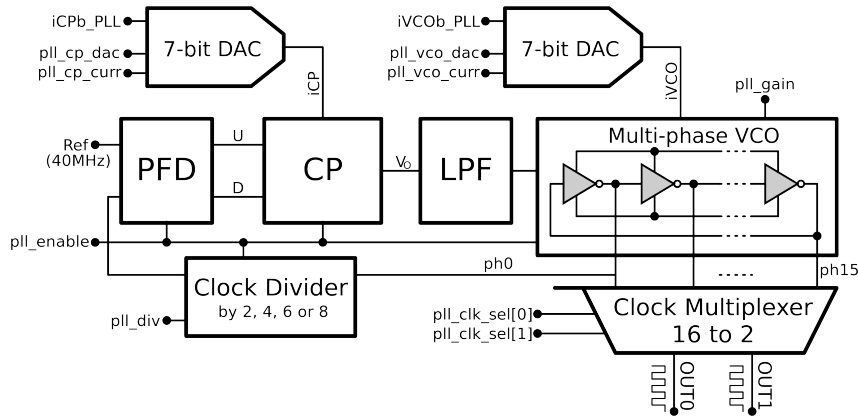 iCPb_PLL
pll_cp_dac
pll_cp_curr
7-bit DAC
iCP
iVCOb_PLL
pll_vco_dac
pll_vco_curr
7-bit DAC
iVCO
pll_gain
Ref
(40MHz)
PFD
U
D
CP
VO
LPF
Multi-phase VCO
pll_enable
Clock Divider
by 2, 4, 6 or 8
pll_div
ph0
ph15
Clock Multiplexer
16 to 2
pll_clk_sel[0]
pll_clk_sel[1]
OUT0
OUT1